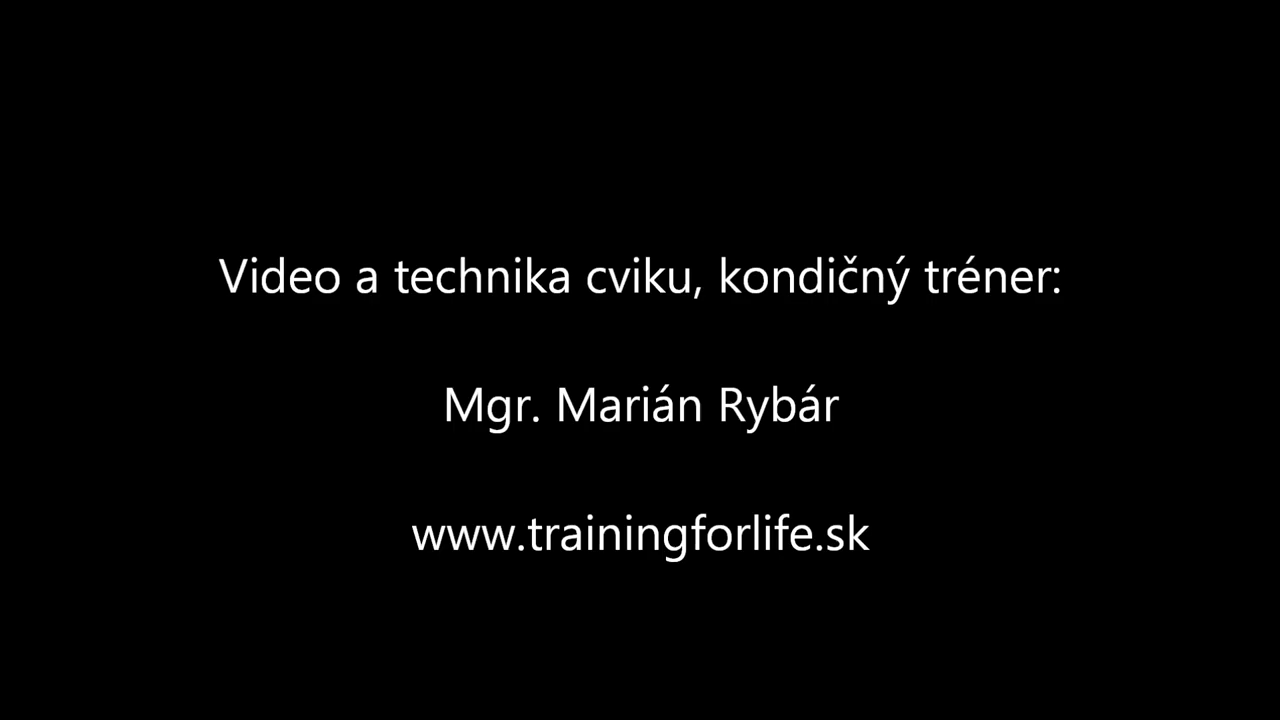 Video a technika cviku, kondičný tréner:
Mgr. Marián Rybár
www.trainingforlife.sk